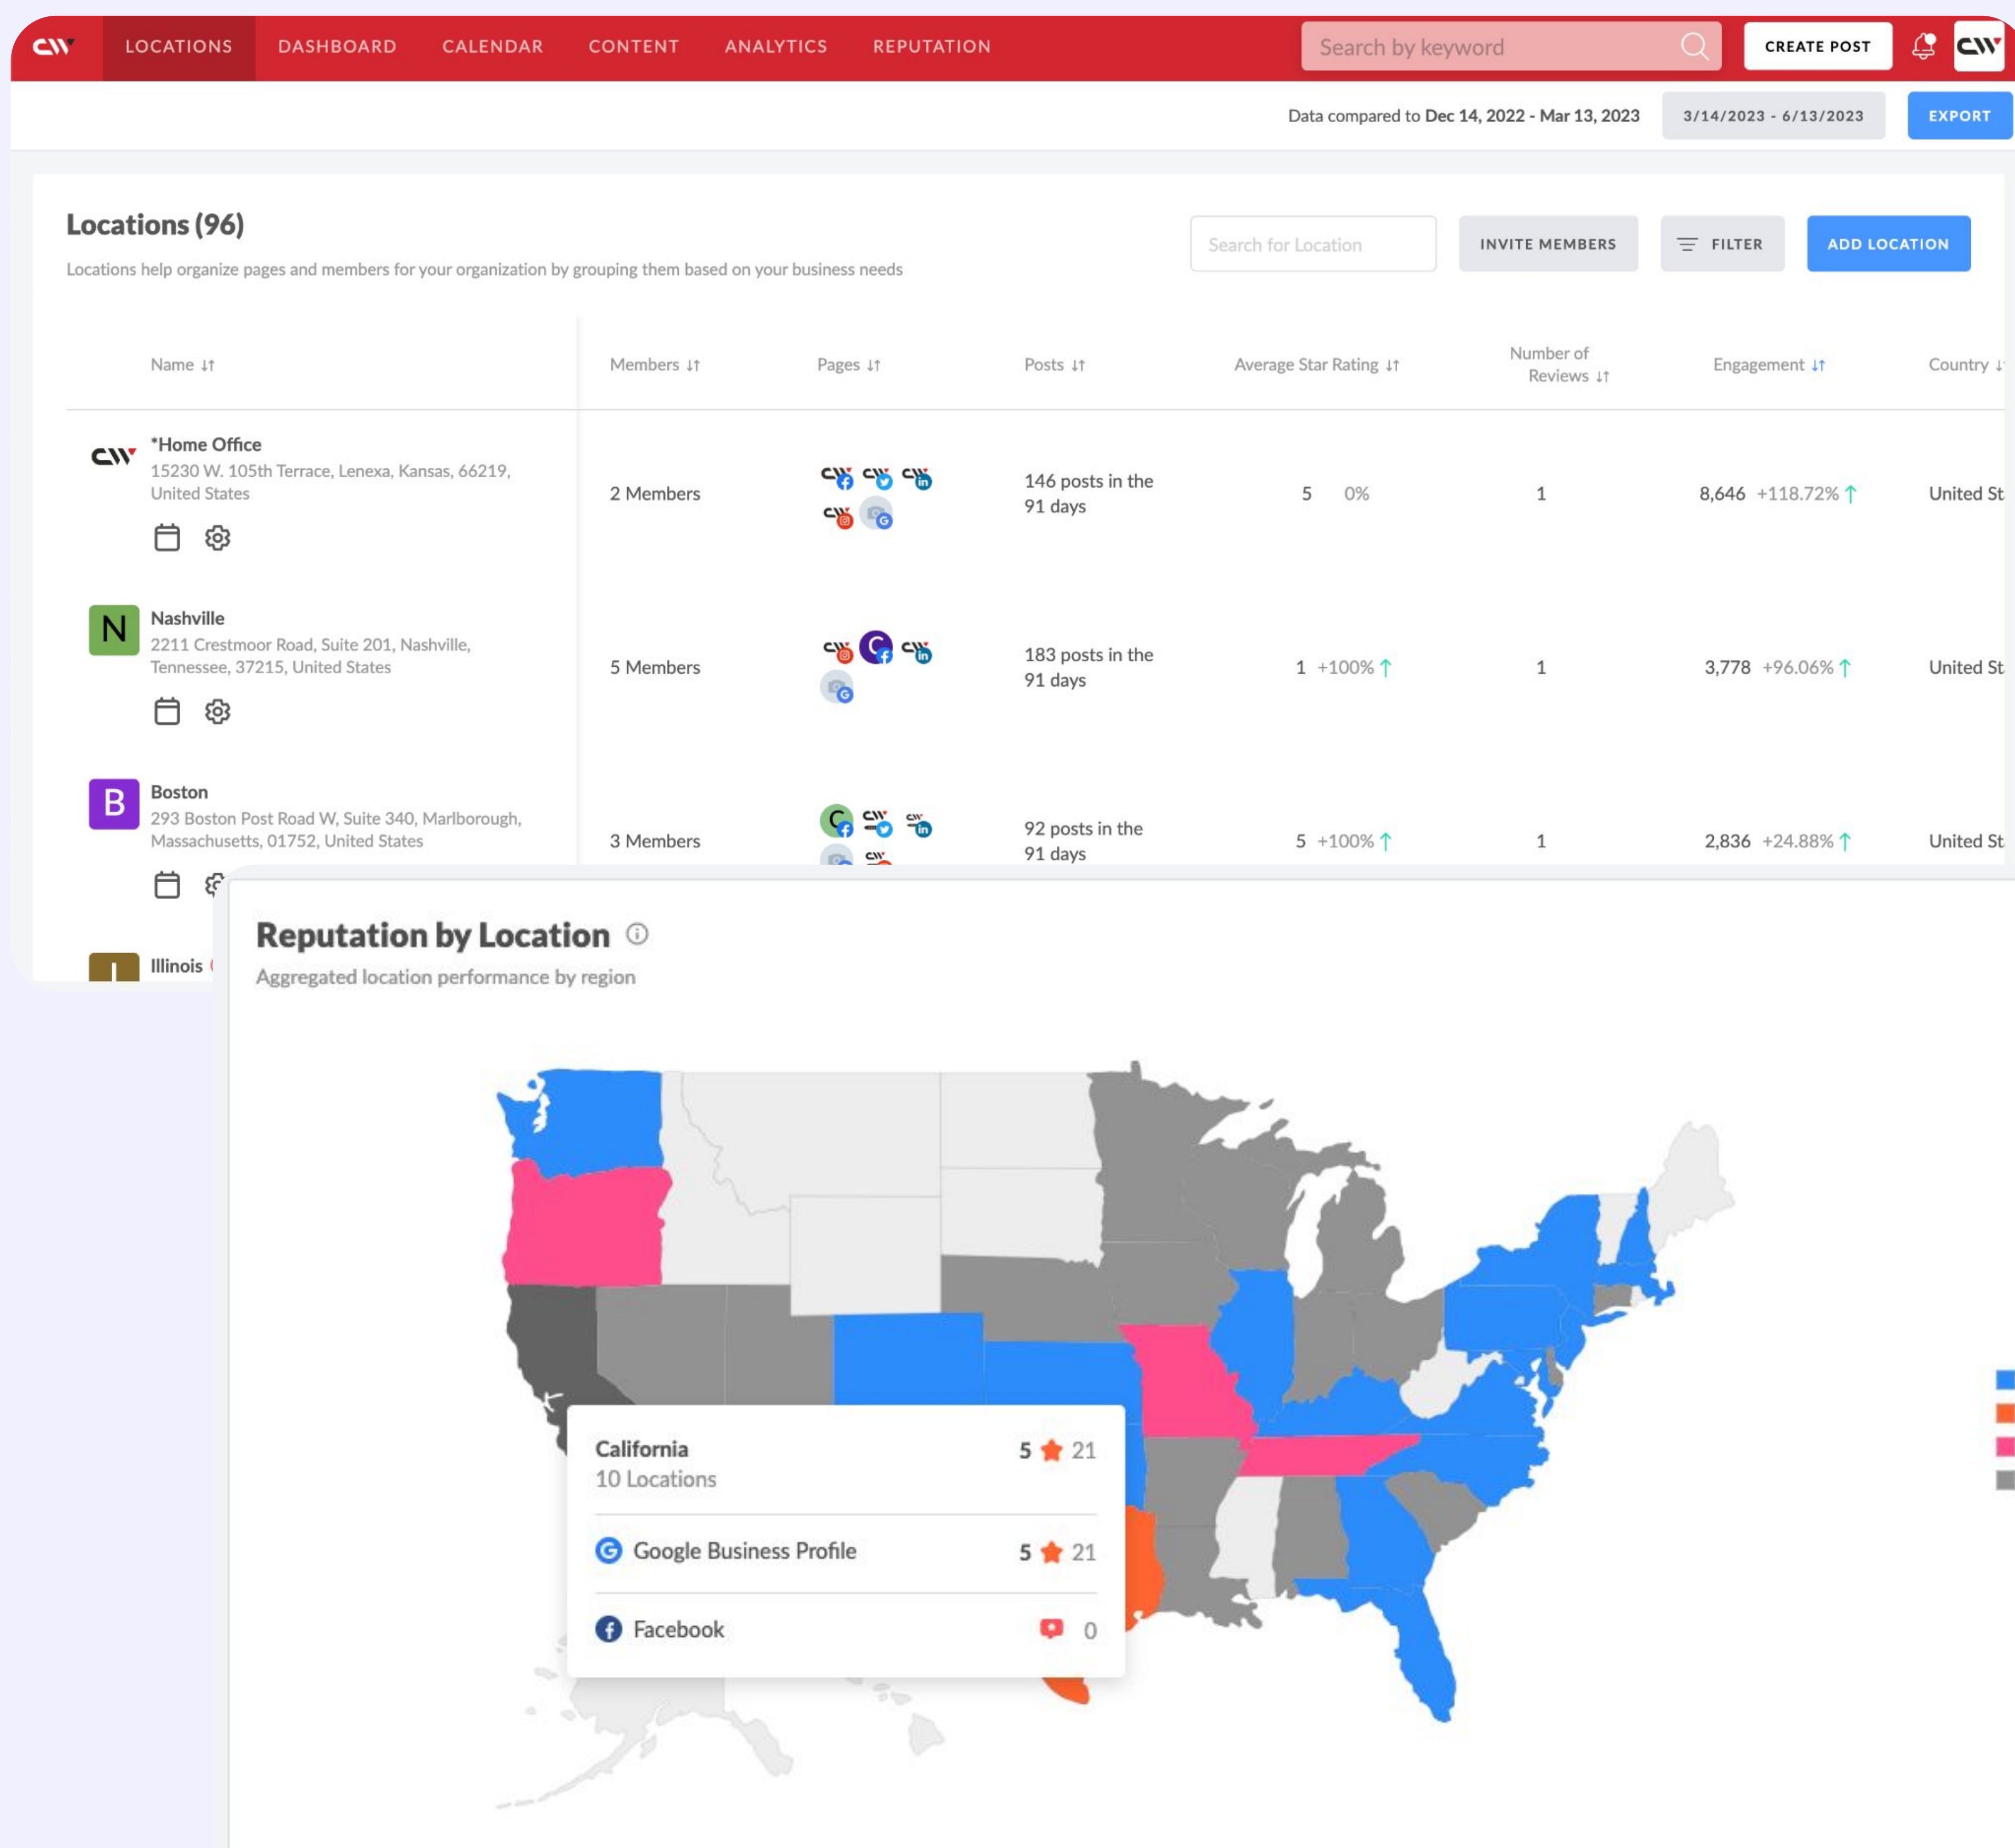 CW LOCATIONS DASHBOARD CALENDAR CONTENT ANALYTICS REPUTATION Search by keyword CREATE POST CW
Data compared to Dec 14, 2022 - Mar 13, 2023 3/14/2023 - 6/13/2023 EXPORT
Locations (96)
Locations help organize pages and members for your organization by grouping them based on your business needs
Search for Location INVITE MEMBERS FILTER ADD LOCATION
Name Members Pages Posts Average Star Rating Number of Reviews Engagement Country
CW *Home Office
15230 W. 105th Terrace, Lenexa, Kansas, 66219,
United States
2 Members
146 posts in the
91 days
5 0% 1 8,646 +118.72% United St
N Nashville
2211 Crestmoor Road, Suite 201, Nashville,
Tennessee, 37215, United States
5 Members
183 posts in the
91 days
1 +100% 1 3,778 +96.06% United St
B Boston
293 Boston Post Road W, Suite 340, Marlborough,
Massachusetts, 01752, United States
3 Members
92 posts in the
91 days
5 +100% 1 2,836 +24.88% United St
Illinois
Reputation by Location
Aggregated location performance by region
California 5 21
10 Locations
Google Business Profile 5 21
Facebook 0